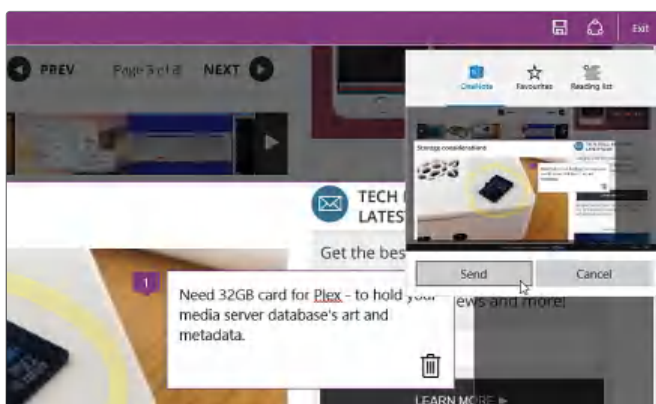 Exit
PREV
Page 3 of 8
NEXT
OneNote
Favourites
Reading list
Storage considerations
TECH
LATES
Get the bes
Send
Cancel
1
Need 32GB card for Plex - to hold your
media server database's art and
metadata.
ews and more!
LEARN MORE